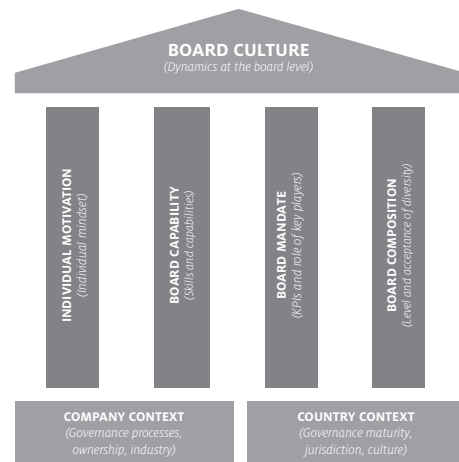 BOARD CULTURE
(Dynamics at the board level)
INDIVIDUAL MOTIVATION
(Individual mindset)
BOARD CAPABILITY
(Skills and capabilities)
BOARD MANDATE
(KPIs and role of key players)
BOARD COMPOSITION
(Level and acceptance of diversity)
COMPANY CONTEXT
(Governance processes,
ownership, industry)
COUNTRY CONTEXT
(Governance maturity,
jurisdiction, culture)